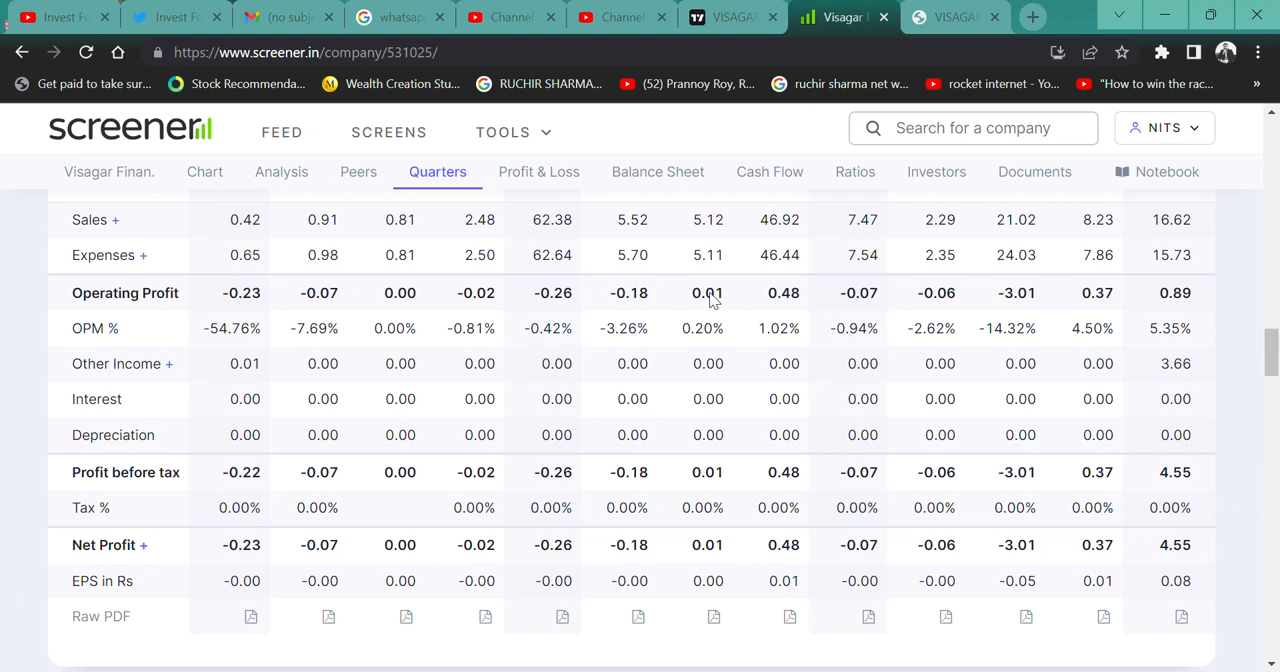 Invest Fo
Invest Fo
(no subje
whatsap
Channel
Channel
VISAGAR
Visagar
VISAGAR
https://www.screener.in/company/531025/
Get paid to take sur...
Stock Recommenda...
Wealth Creation Stu...
RUCHIR SHARMA...
(52) Prannoy Roy, R...
ruchir sharma net w...
rocket internet - Yo...
"How to win the rac...
»
screener
FEED
SCREENS
TOOLS
Search for a company
NITS
Visagar Finan.
Chart
Analysis
Peers
Quarters
Profit & Loss
Balance Sheet
Cash Flow
Ratios
Investors
Documents
Notebook
Sales + 0.42 0.91 0.81 2.48 62.38 5.52 5.12 46.92 7.47 2.29 21.02 8.23 16.62
Expenses + 0.65 0.98 0.81 2.50 62.64 5.70 5.11 46.44 7.54 2.35 24.03 7.86 15.73
Operating Profit -0.23 -0.07 0.00 -0.02 -0.26 -0.18 0.01 0.48 -0.07 -0.06 -3.01 0.37 0.89
OPM % -54.76% -7.69% 0.00% -0.81% -0.42% -3.26% 0.20% 1.02% -0.94% -2.62% -14.32% 4.50% 5.35%
Other Income + 0.01 0.00 0.00 0.00 0.00 0.00 0.00 0.00 0.00 0.00 0.00 0.00 3.66
Interest 0.00 0.00 0.00 0.00 0.00 0.00 0.00 0.00 0.00 0.00 0.00 0.00 0.00
Depreciation 0.00 0.00 0.00 0.00 0.00 0.00 0.00 0.00 0.00 0.00 0.00 0.00 0.00
Profit before tax -0.22 -0.07 0.00 -0.02 -0.26 -0.18 0.01 0.48 -0.07 -0.06 -3.01 0.37 4.55
Tax % 0.00% 0.00% 0.00% 0.00% 0.00% 0.00% 0.00% 0.00% 0.00% 0.00% 0.00% 0.00%
Net Profit + -0.23 -0.07 0.00 -0.02 -0.26 -0.18 0.01 0.48 -0.07 -0.06 -3.01 0.37 4.55
EPS in Rs -0.00 -0.00 0.00 -0.00 -0.00 -0.00 0.00 0.01 -0.00 -0.00 -0.05 0.01 0.08
Raw PDF